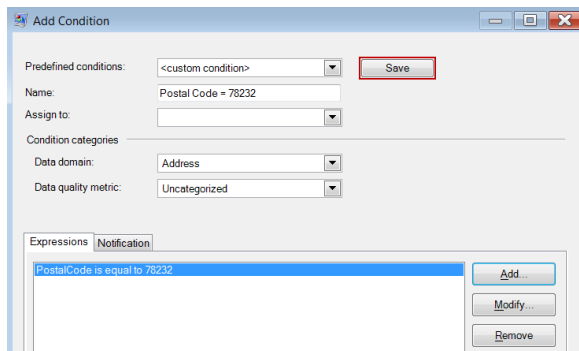 Add Condition
Predefined conditions: <custom condition> Save
Name: Postal Code = 78232
Assign to:
Condition categories
Data domain: Address
Data quality metric: Uncategorized
Expressions Notification
PostalCode is equal to 78232
Add...
Modify...
Remove